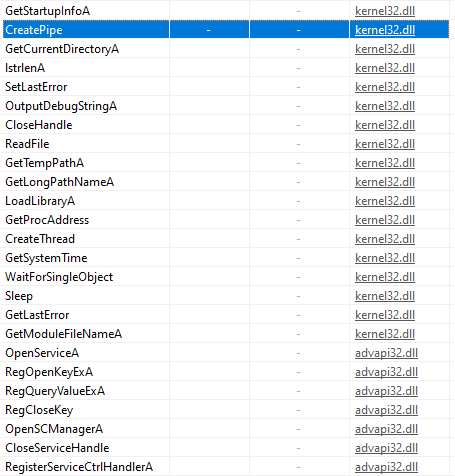 GetStartupInfoA - kernel32.dll
CreatePipe - - kernel32.dll
GetCurrentDirectoryA - kernel32.dll
lstrlenA - kernel32.dll
SetLastError - kernel32.dll
OutputDebugStringA - kernel32.dll
CloseHandle - kernel32.dll
ReadFile - kernel32.dll
GetTempPathA - kernel32.dll
GetLongPathNameA - kernel32.dll
LoadLibraryA - kernel32.dll
GetProcAddress - kernel32.dll
CreateThread - kernel32.dll
GetSystemTime - kernel32.dll
WaitForSingleObject - kernel32.dll
Sleep - kernel32.dll
GetLastError - kernel32.dll
GetModuleFileNameA - kernel32.dll
OpenServiceA - advapi32.dll
RegOpenKeyExA - advapi32.dll
RegQueryValueExA - advapi32.dll
RegCloseKey - advapi32.dll
OpenSCManagerA - advapi32.dll
CloseServiceHandle - advapi32.dll
RegisterServiceCtrlHandlerA - advapi32.dll